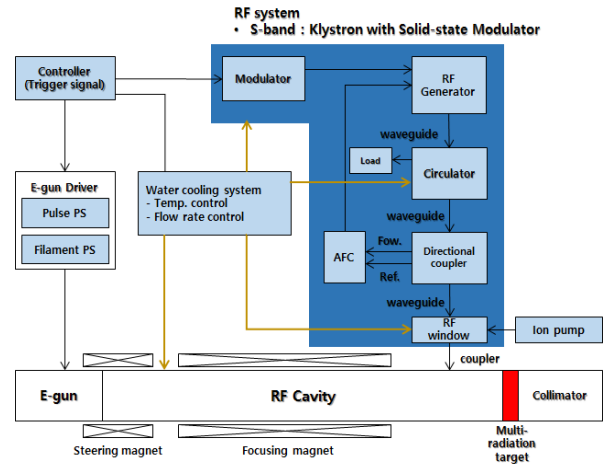 RF system
• S-band : Klystron with Solid-state Modulator
Controller
(Trigger signal)
Modulator
RF
Generator
waveguide
Load
Circulator
E-gun Driver
Pulse PS
Filament PS
Water cooling system
- Temp. control
- Flow rate control
waveguide
AFC
Fow.
Ref.
Directional
coupler
waveguide
RF
window
Ion pump
coupler
E-gun
RF Cavity
Collimator
Steering magnet
Focusing magnet
Multi-
radiation
target